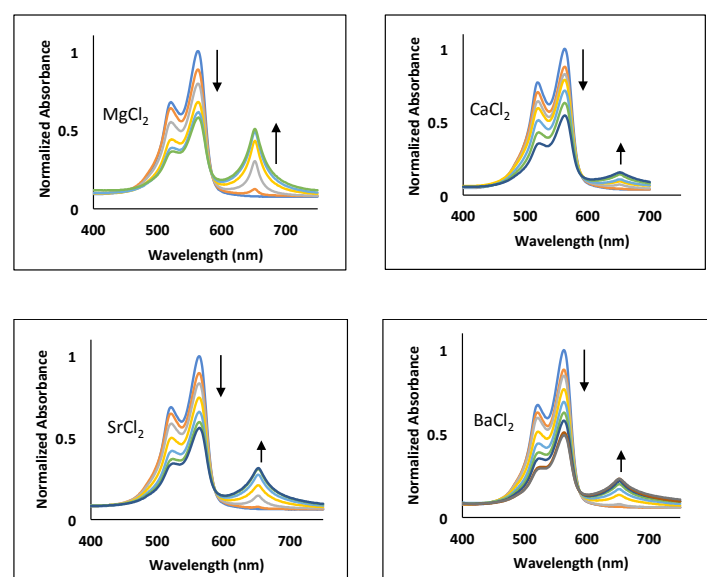 Normalized Absorbance
1
0.5
0
MgCl2
400 500 600 700
Wavelength (nm)
Normalized Absorbance
1
0.5
0
CaCl2
400 500 600 700
Wavelength (nm)
Normalized Absorbance
1
0.5
0
SrCl2
400 500 600 700
Wavelength (nm)
Normalized Absorbance
1
0.5
0
BaCl2
400 500 600 700
Wavelength (nm)